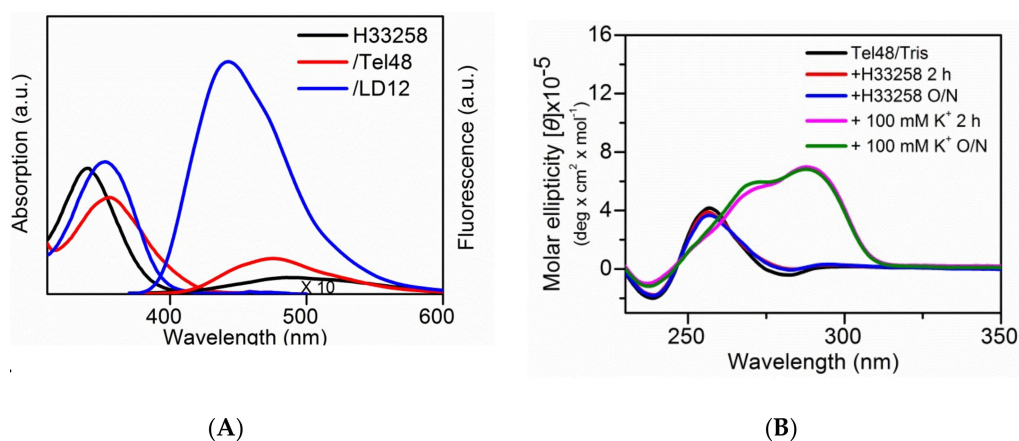 H33258
/Tel48
/LD12
Absorption (a.u.)
Fluorescence (a.u.)
X 10
400
500
600
Wavelength (nm)
(A)
16
12
8
4
0
Molar ellipticity [θ]x10⁻⁵
(deg x cm² x mol⁻¹)
Tel48/Tris
+H33258 2 h
+H33258 O/N
+ 100 mM K⁺ 2 h
+ 100 mM K⁺ O/N
250
300
350
Wavelength (nm)
(B)